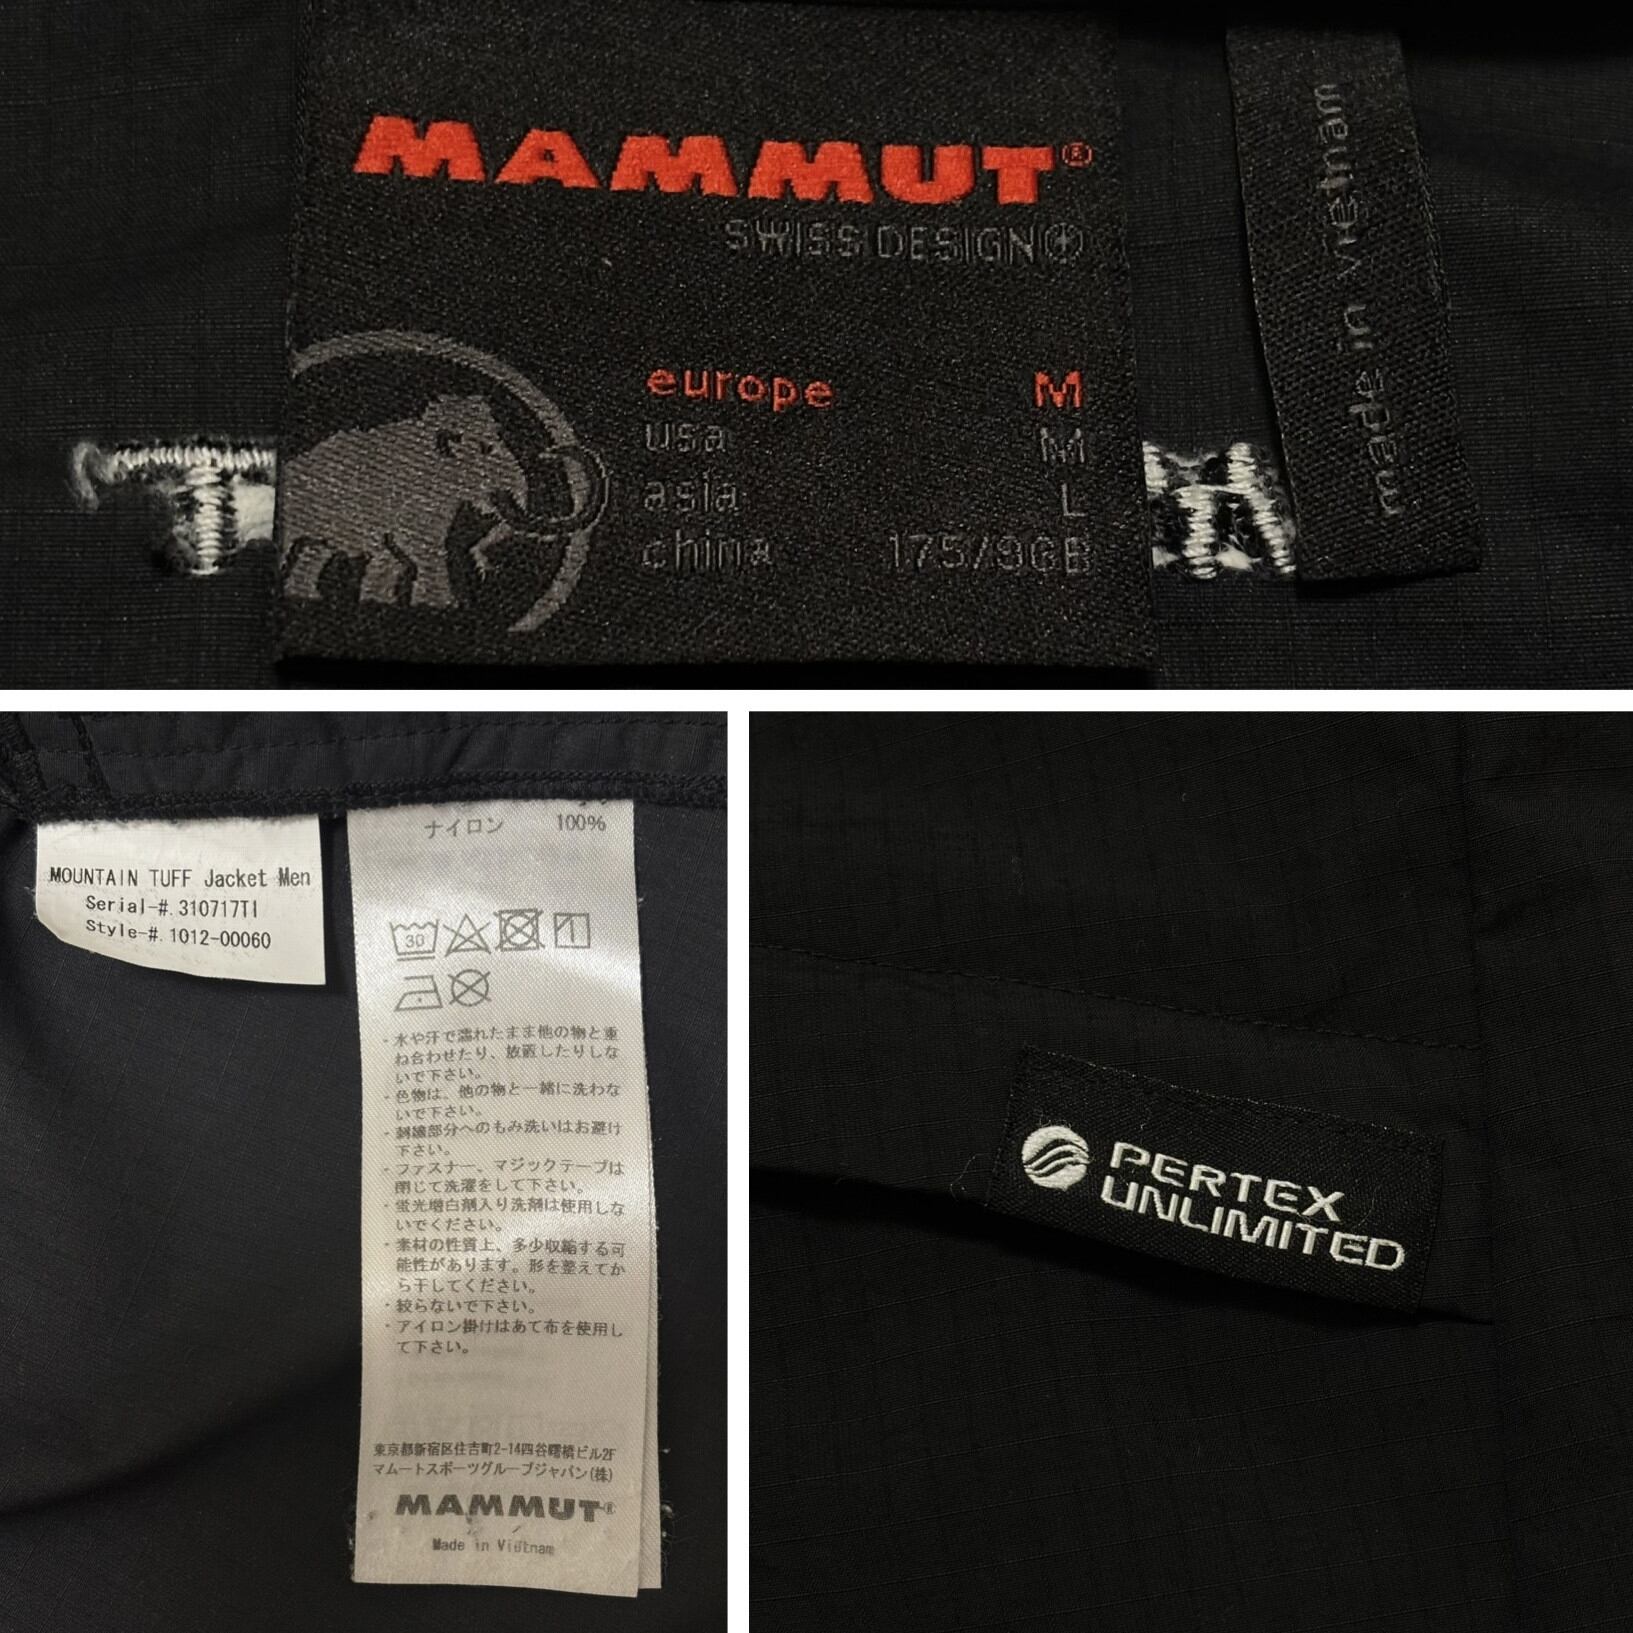 MAMMUT®
SWISS DESIGN
europe M
usa M
asia L
china 175/96B
made in vietnam
MOUNTAIN TUFF Jacket Men
Serial-#.310717TI
Style-#.1012-00060
ナイロン 100%
30
1
・水や汗で濡れたまま他の物と重
ね合わせたり、放置したりしな
いで下さい。
・色物は、他の物と一緒に洗わな
いで下さい。
・刺繍部分へのもみ洗いはお避け
下さい。
ファスナー、マジックテープは
閉じて洗濯をして下さい。
・蛍光増白剤入り洗剤は使用しな
いでください。
・素材の性質上、多少収縮する可
能性があります。形を整えてか
ら干してください。
・絞らないで下さい。
・アイロン掛けはあて布を使用し
て下さい。
東京都新宿区住吉町2-14四谷曙橋ビル2F
マムートスポーツグループジャパン(株)
MAMMUT®
Made in Vietnam
PERTEX
UNLIMITED